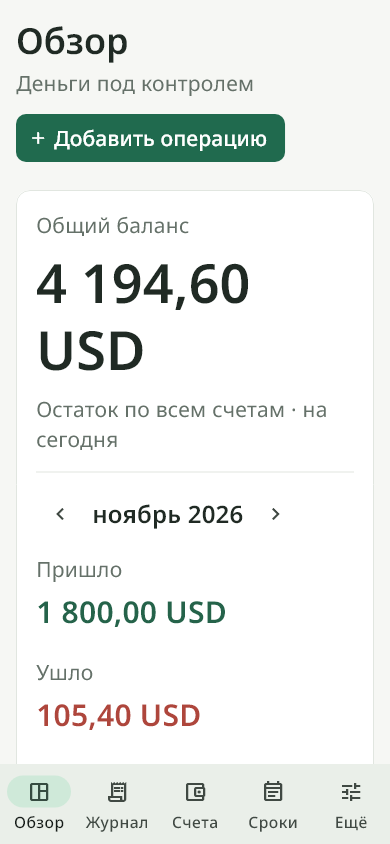 Обзор
Деньги под контролем
+ Добавить операцию
Общий баланс
4 194,60
USD
Остаток по всем счетам · на
сегодня
ноябрь 2026
Пришло
1 800,00 USD
Ушло
105,40 USD
Обзор Журнал Счета Сроки Ещё